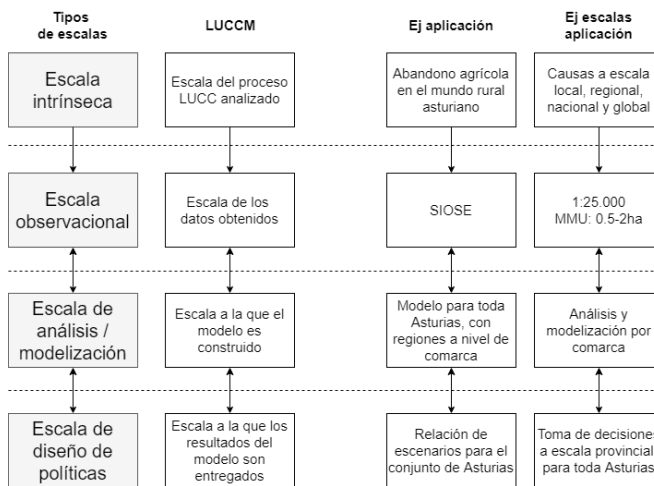 Tipos
de escalas
LUCCM
Ej aplicación
Ej escalas
aplicación
Escala
intrínseca
Escala del proceso
LUCC analizado
Abandono agrícola
en el mundo rural
asturiano
Causas a escala
local, regional,
nacional y global
Escala
observacional
Escala de los
datos obtenidos
SIOSE
1:25.000
MMU: 0.5-2ha
Escala de
análisis /
modelización
Escala a la que el
modelo es
construido
Modelo para toda
Asturias, con
regiones a nivel de
comarca
Análisis y
modelización por
comarca
Escala de
diseño de
políticas
Escala a la que los
resultados del
modelo son
entregados
Relación de
escenarios para el
conjunto de Asturias
Toma de decisiones
a escala provincial,
para toda Asturias